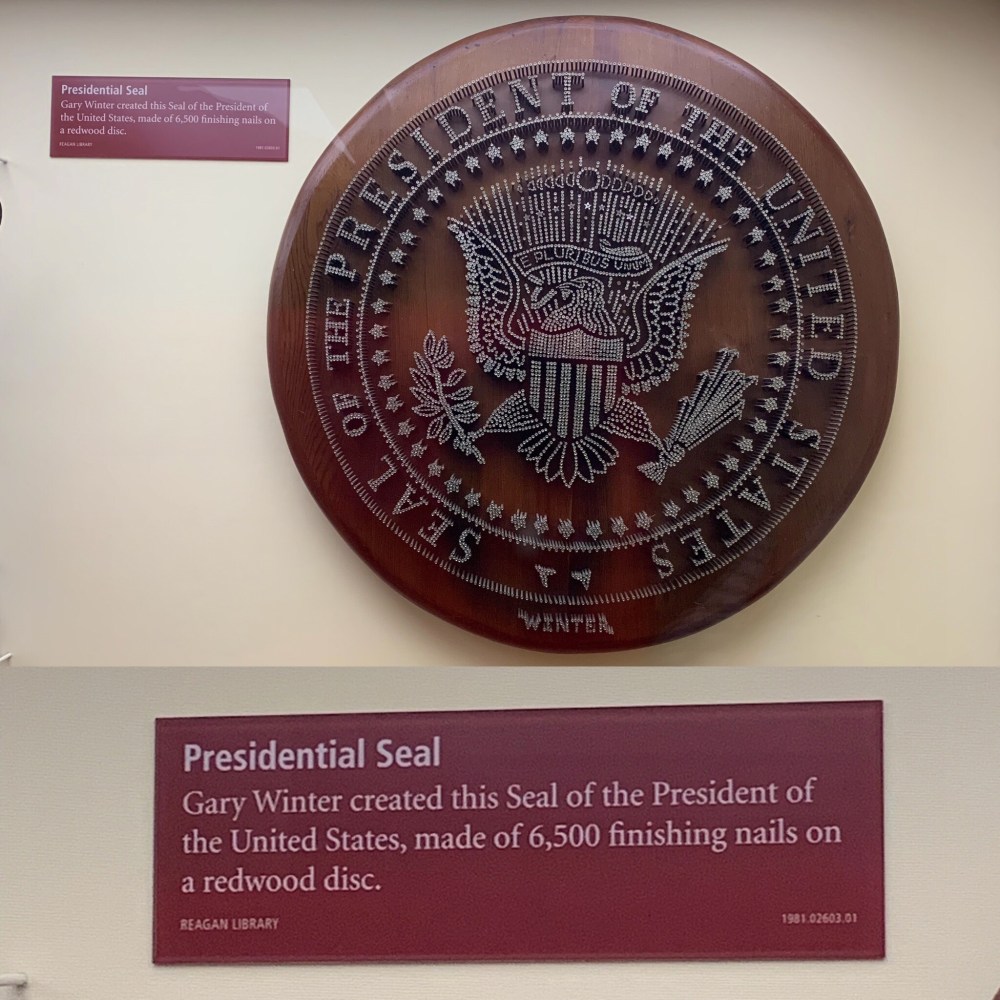 Presidential Seal
Gary Winter created this Seal of the President of
the United States, made of 6,500 finishing nails on
a redwood disc.
REAGAN LIBRARY
1981.02603.01
SEAL OF THE PRESIDENT OF THE UNITED STATES
E PLURIBUS UNUM
WINTER
Presidential Seal
Gary Winter created this Seal of the President of
the United States, made of 6,500 finishing nails on
a redwood disc.
REAGAN LIBRARY
1981.02603.01